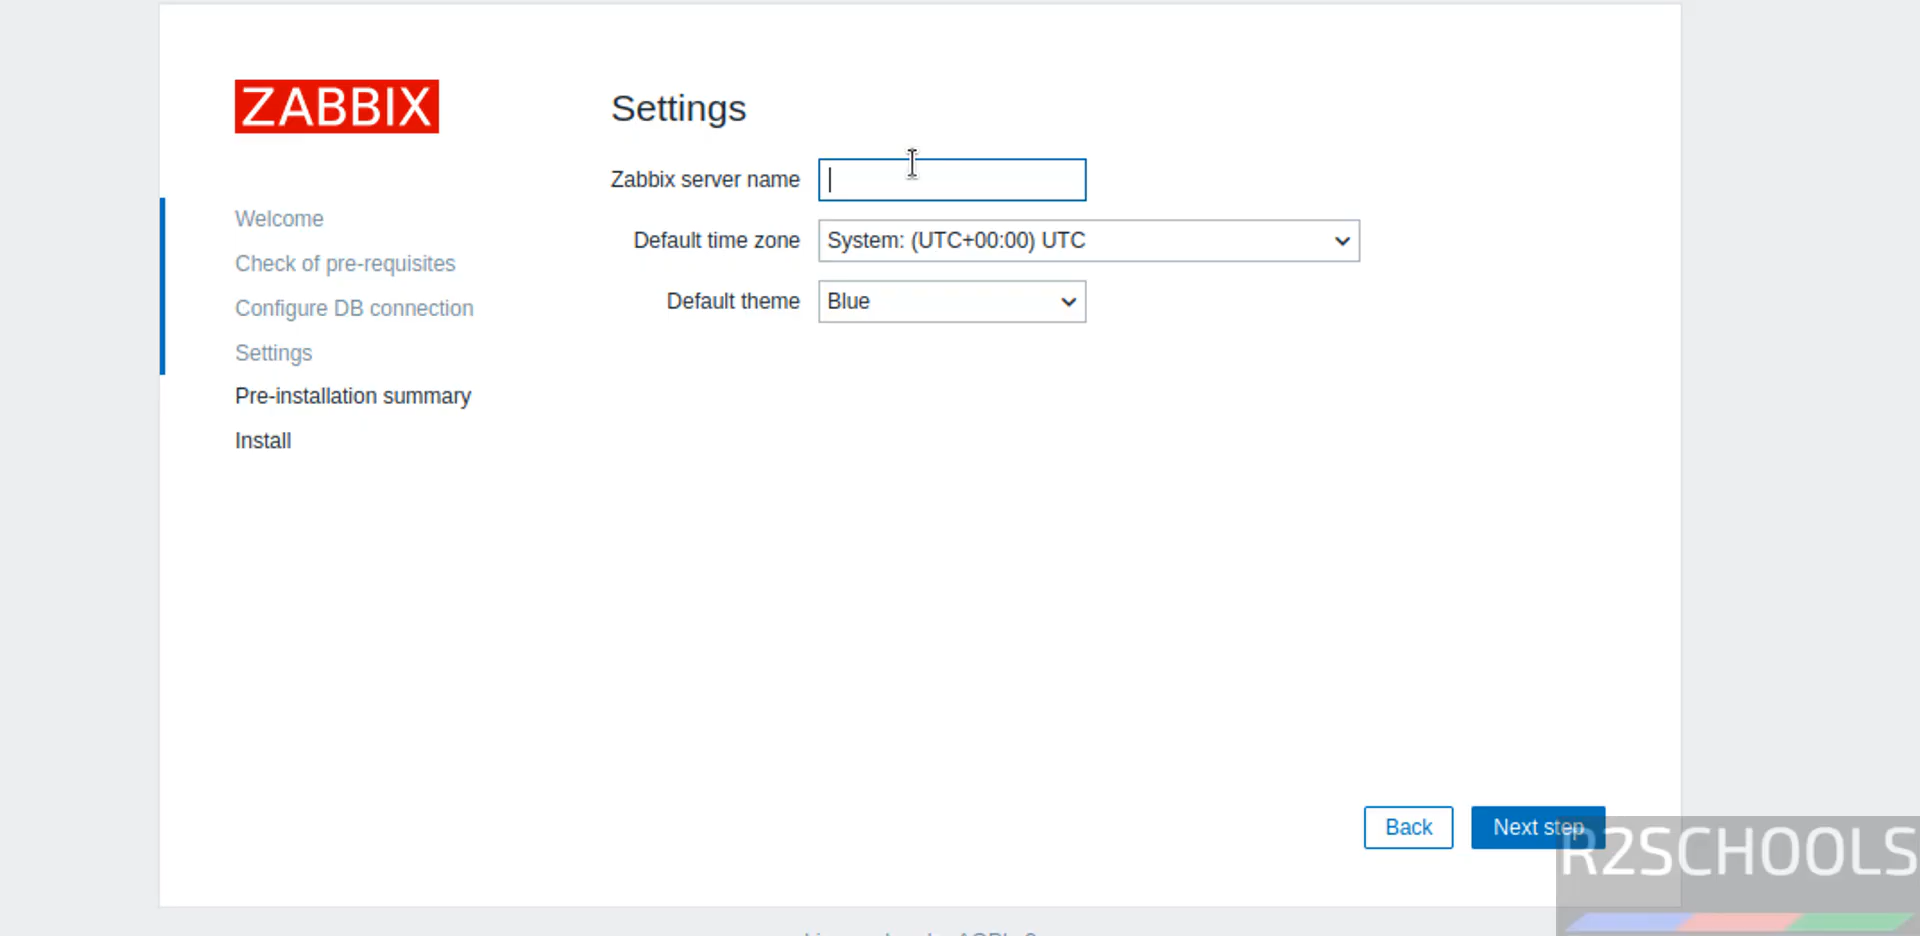 ZABBIX
Settings
Zabbix server name
Default time zone System: (UTC+00:00) UTC
Default theme Blue
Welcome
Check of pre-requisites
Configure DB connection
Settings
Pre-installation summary
Install
Back Next step
R2SCHOOLS